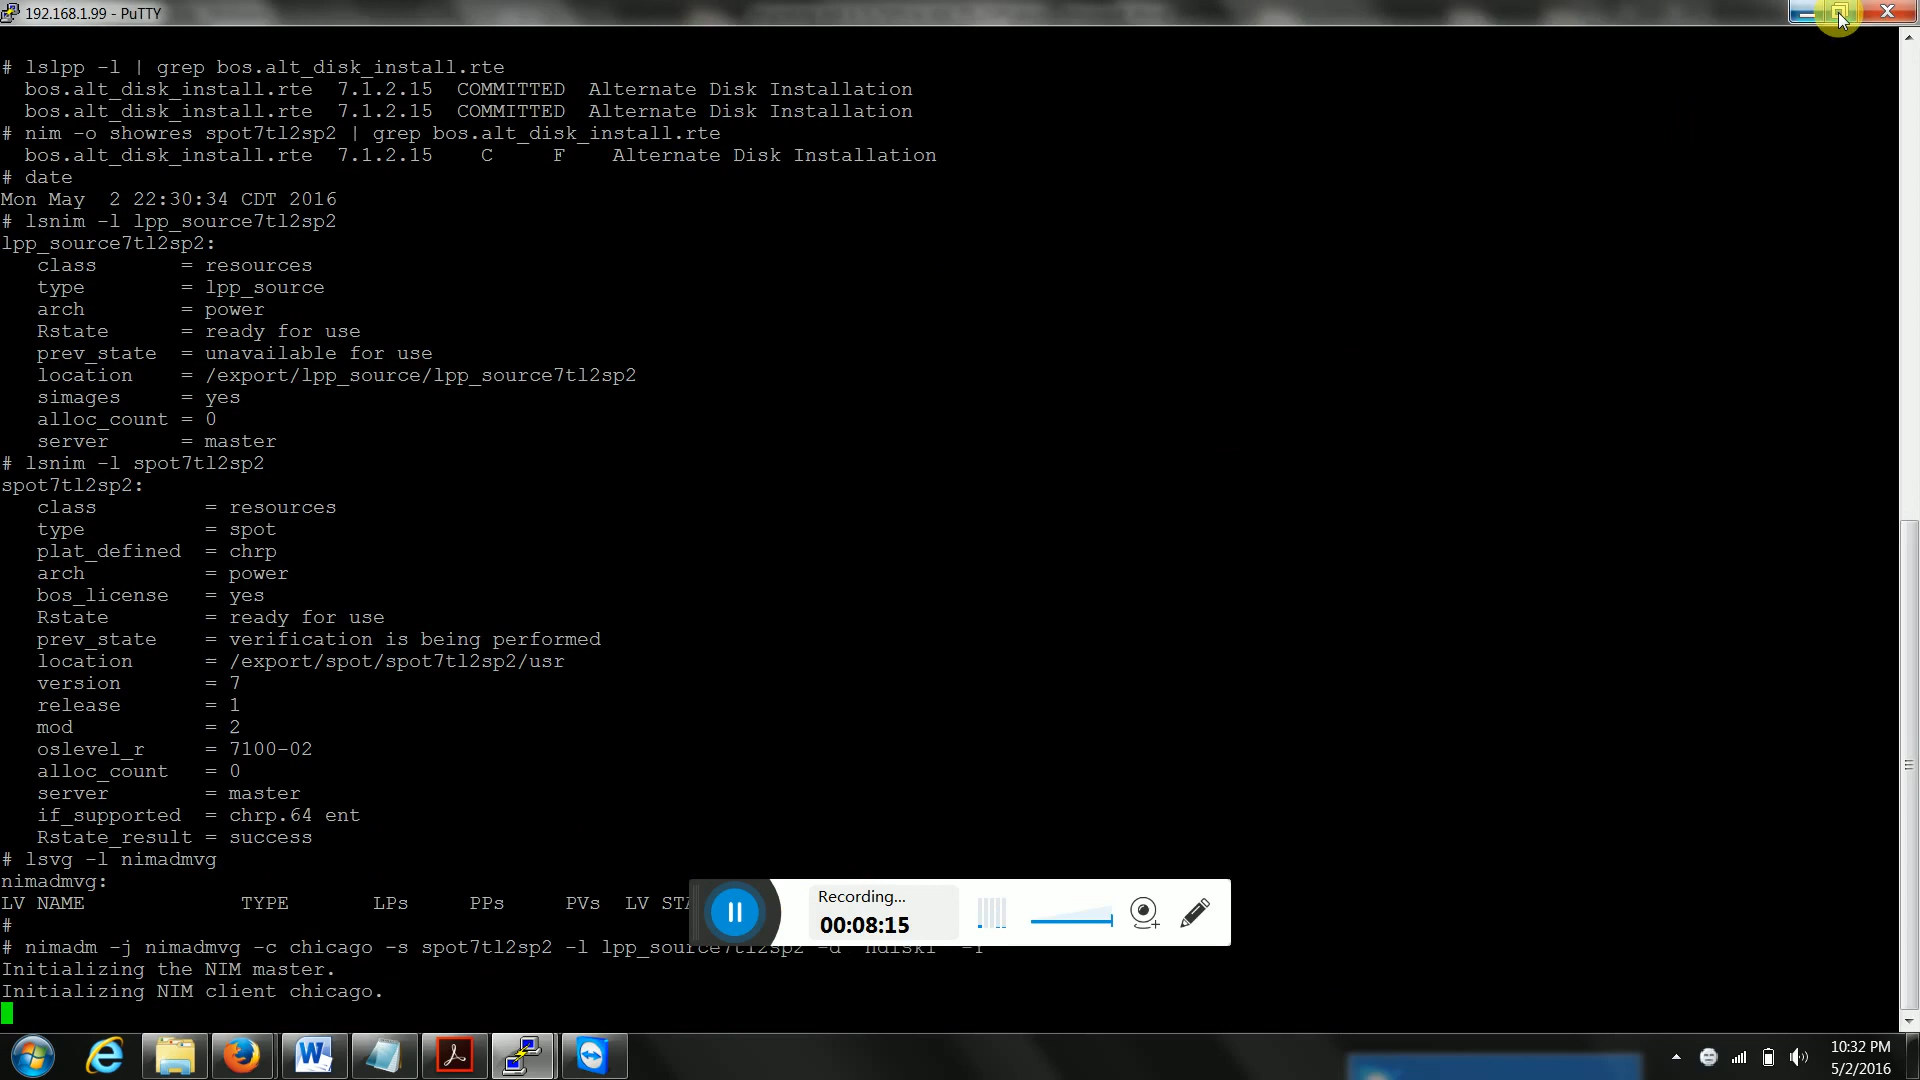 192.168.1.99 - PuTTY
# lslpp -l | grep bos.alt_disk_install.rte
bos.alt_disk_install.rte 7.1.2.15 COMMITTED Alternate Disk Installation
bos.alt_disk_install.rte 7.1.2.15 COMMITTED Alternate Disk Installation
# nim -o showres spot7tl2sp2 | grep bos.alt_disk_install.rte
bos.alt_disk_install.rte 7.1.2.15 C F Alternate Disk Installation
# date
Mon May 2 22:30:34 CDT 2016
# lsnim -l lpp_source7tl2sp2
lpp_source7tl2sp2:
class = resources
type = lpp_source
arch = power
Rstate = ready for use
prev_state = unavailable for use
location = /export/lpp_source/lpp_source7tl2sp2
simages = yes
alloc_count = 0
server = master
# lsnim -l spot7tl2sp2
spot7tl2sp2:
class = resources
type = spot
plat_defined = chrp
arch = power
bos_license = yes
Rstate = ready for use
prev_state = verification is being performed
location = /export/spot/spot7tl2sp2/usr
version = 7
release = 1
mod = 2
oslevel_r = 7100-02
alloc_count = 0
server = master
if_supported = chrp.64 ent
Rstate_result = success
# lsvg -l nimadmvg
nimadmvg:
LV NAME TYPE LPs PPs PVs LV STA
#
# nimadm -j nimadmvg -c chicago -s spot7tl2sp2 -l lpp_source7tl2sp2 -d
Initializing the NIM master.
Initializing NIM client chicago.
Recording...
00:08:15
10:32 PM
5/2/2016